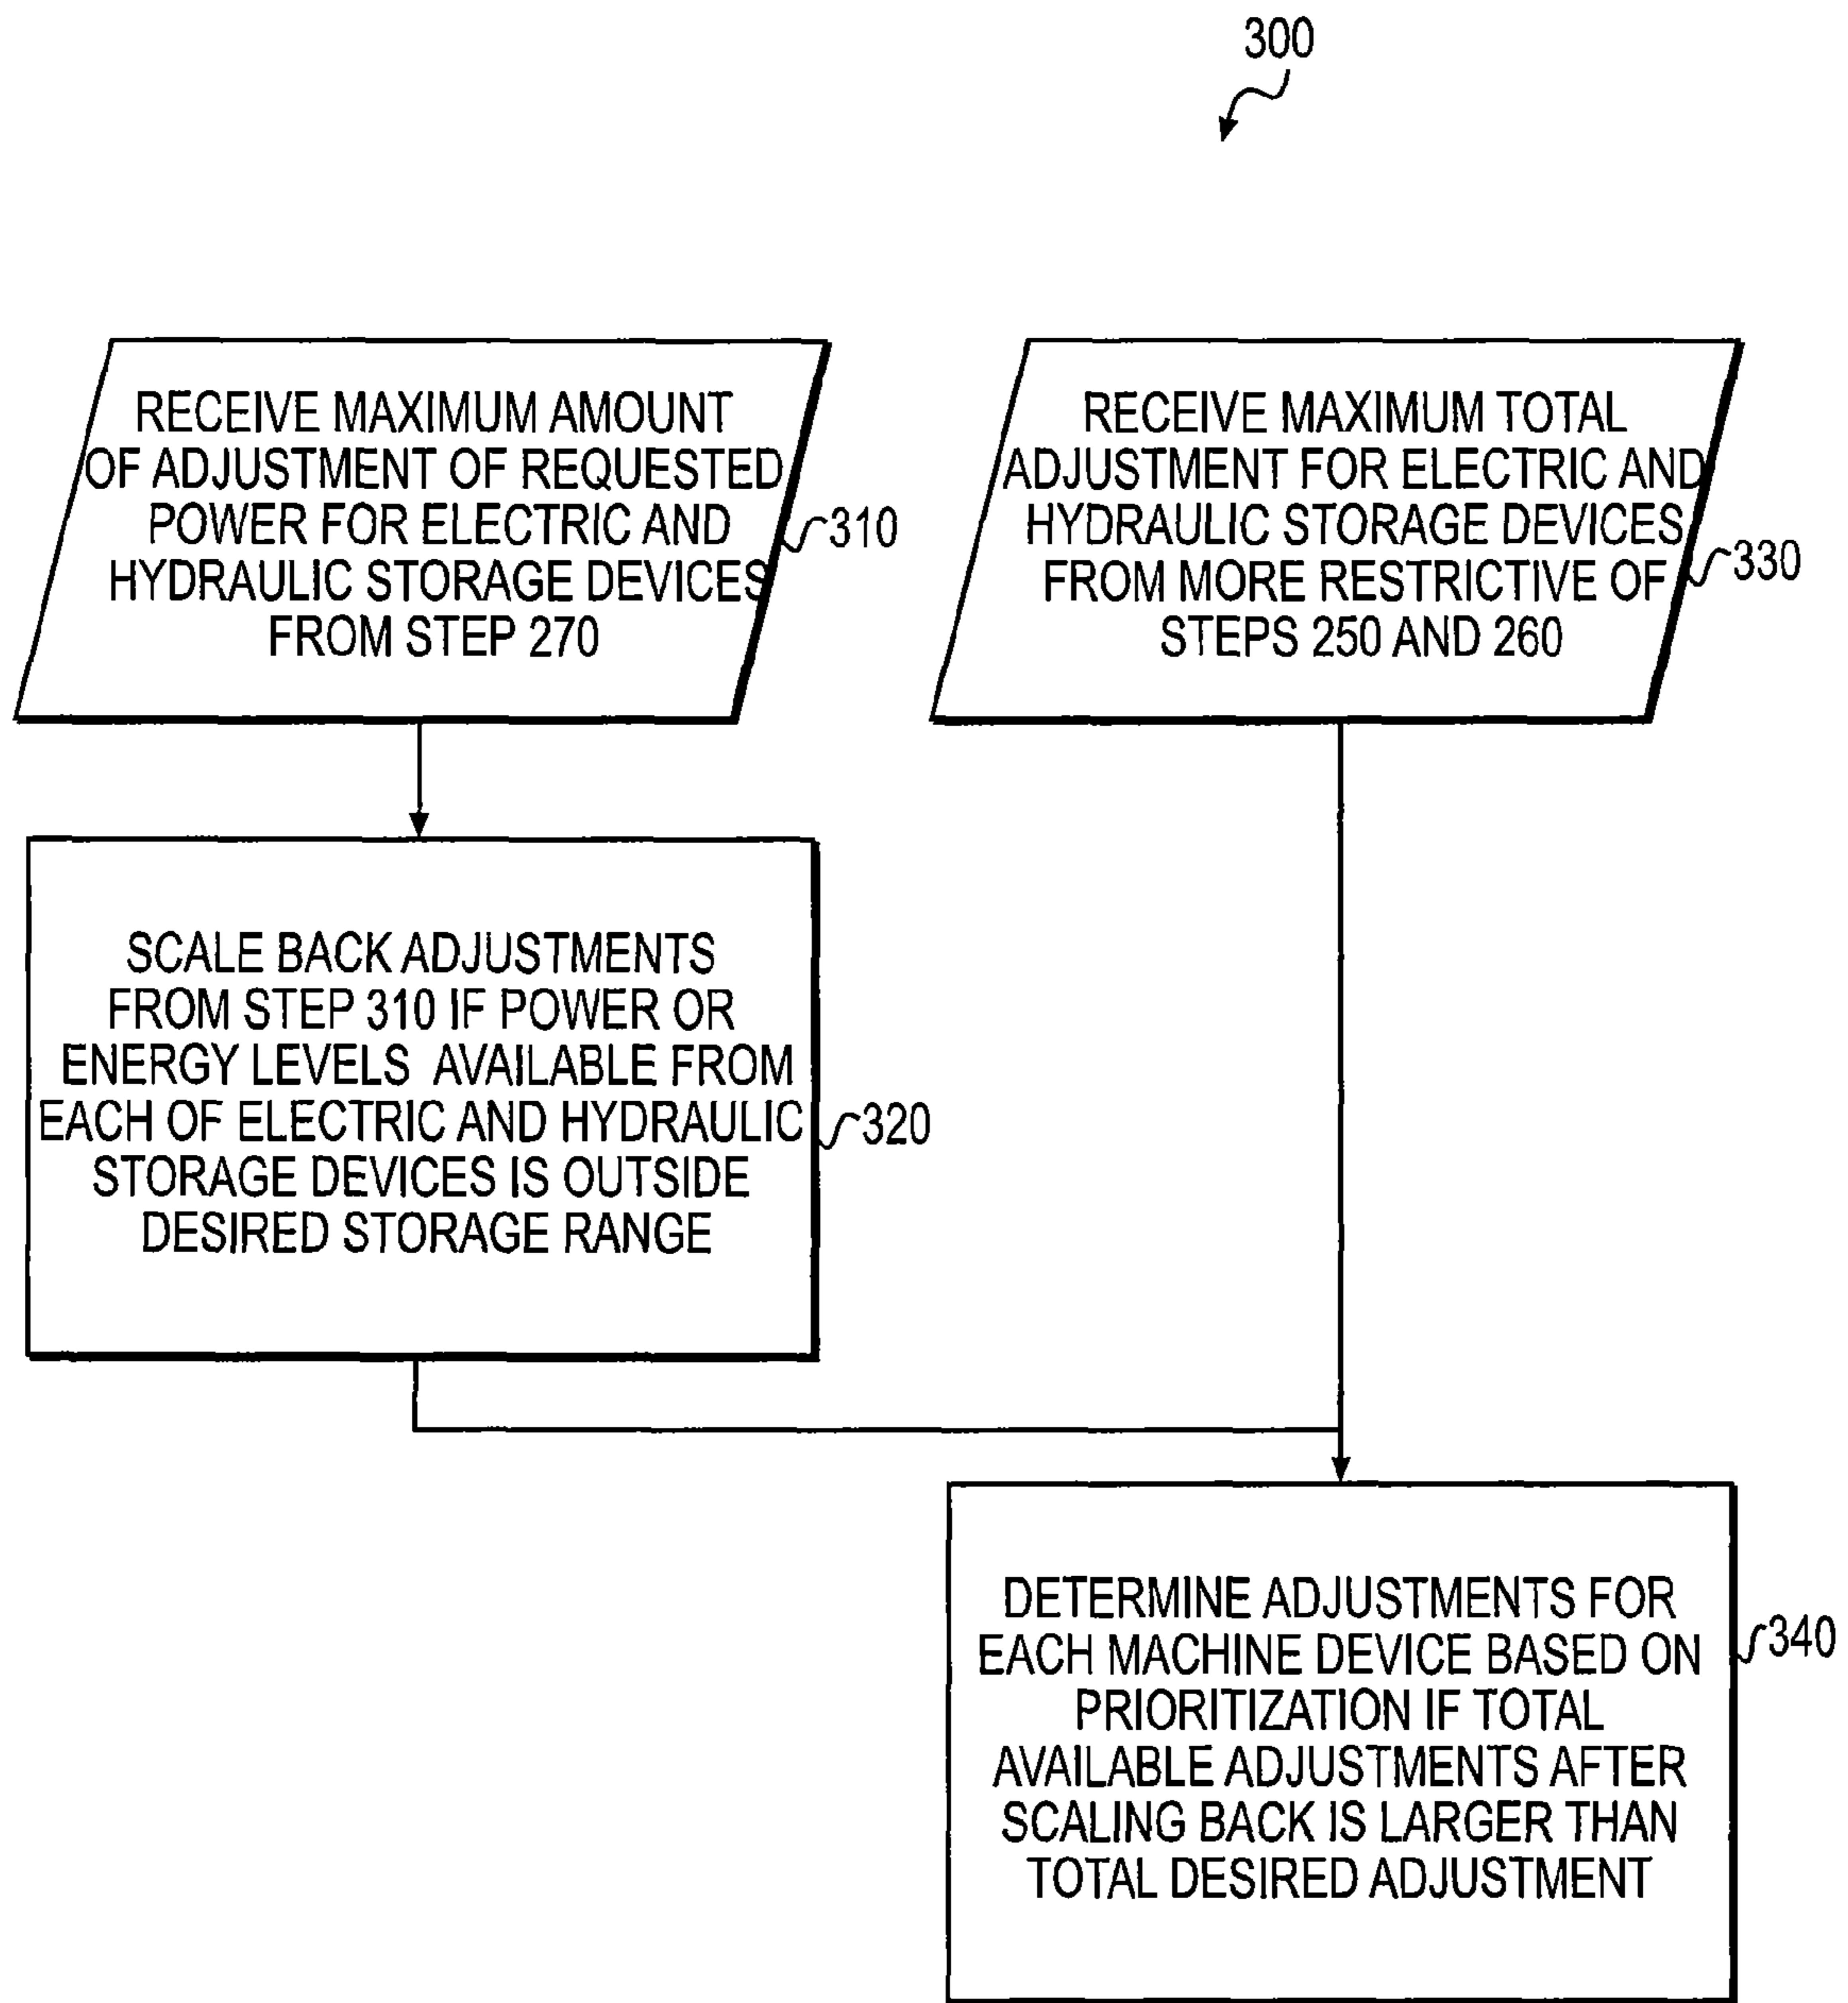 300
RECEIVE MAXIMUM AMOUNT
OF ADJUSTMENT OF REQUESTED
POWER FOR ELECTRIC AND
HYDRAULIC STORAGE DEVICES
FROM STEP 270
310
RECEIVE MAXIMUM TOTAL
ADJUSTMENT FOR ELECTRIC AND
HYDRAULIC STORAGE DEVICES
FROM MORE RESTRICTIVE OF
STEPS 250 AND 260
330
SCALE BACK ADJUSTMENTS
FROM STEP 310 IF POWER OR
ENERGY LEVELS AVAILABLE FROM
EACH OF ELECTRIC AND HYDRAULIC
STORAGE DEVICES IS OUTSIDE
DESIRED STORAGE RANGE
320
DETERMINE ADJUSTMENTS FOR
EACH MACHINE DEVICE BASED ON
PRIORITIZATION IF TOTAL
AVAILABLE ADJUSTMENTS AFTER
SCALING BACK IS LARGER THAN
TOTAL DESIRED ADJUSTMENT
340